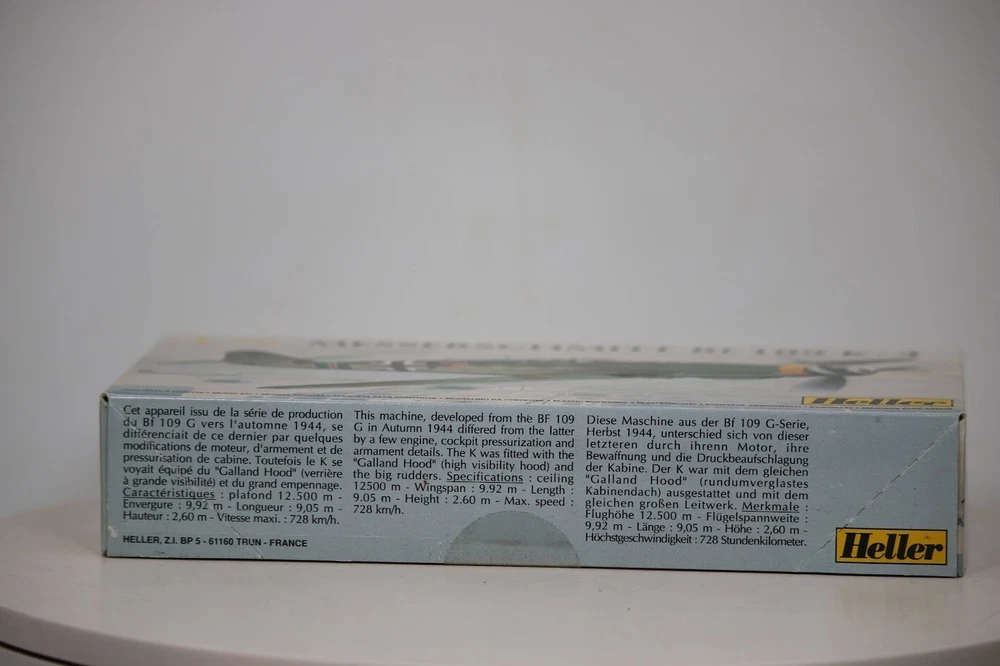 MESSERSCHMITT Bf 109 K-4
Heller
Cet appareil issu de la série de production
du Bf 109 G vers l'automne 1944, se
différenciait de ce dernier par quelques
modifications de moteur, d'armement et de
pressurisation de cabine. Toutefois le K se
voyait équipé du "Galland Hood" (verrière
à grande visibilité) et du grand empennage.
Caractéristiques : plafond 12.500 m -
Envergure : 9,92 m - Longueur : 9,05 m -
Hauteur : 2,60 m - Vitesse maxi. : 728 km/h.
HELLER, Z.I. BP 5 - 61160 TRUN - FRANCE
This machine, developed from the BF 109
G in Autumn 1944 differed from the latter
by a few engine, cockpit pressurization and
armament details. The K was fitted with the
"Galland Hood" (high visibility hood) and
the big rudders. Specifications : ceiling
12500 m - Wingspan : 9.92 m - Length :
9.05 m - Height : 2.60 m - Max. speed :
728 km/h.
Diese Maschine aus der Bf 109 G-Serie,
Herbst 1944, unterschied sich von dieser
letzteren durch ihrenn Motor, ihre
Bewaffnung und die Druckbeaufschlagung
der Kabine. Der K war mit dem gleichen
"Galland Hood" (rundumverglastes
Kabinendach) ausgestattet und mit dem
gleichen großen Leitwerk. Merkmale :
Flughöhe 12.500 m - Flügelspannweite :
9,92 m - Länge : 9,05 m - Höhe : 2,60 m -
Höchstgeschwindigkeit : 728 Stundenkilometer.
Heller